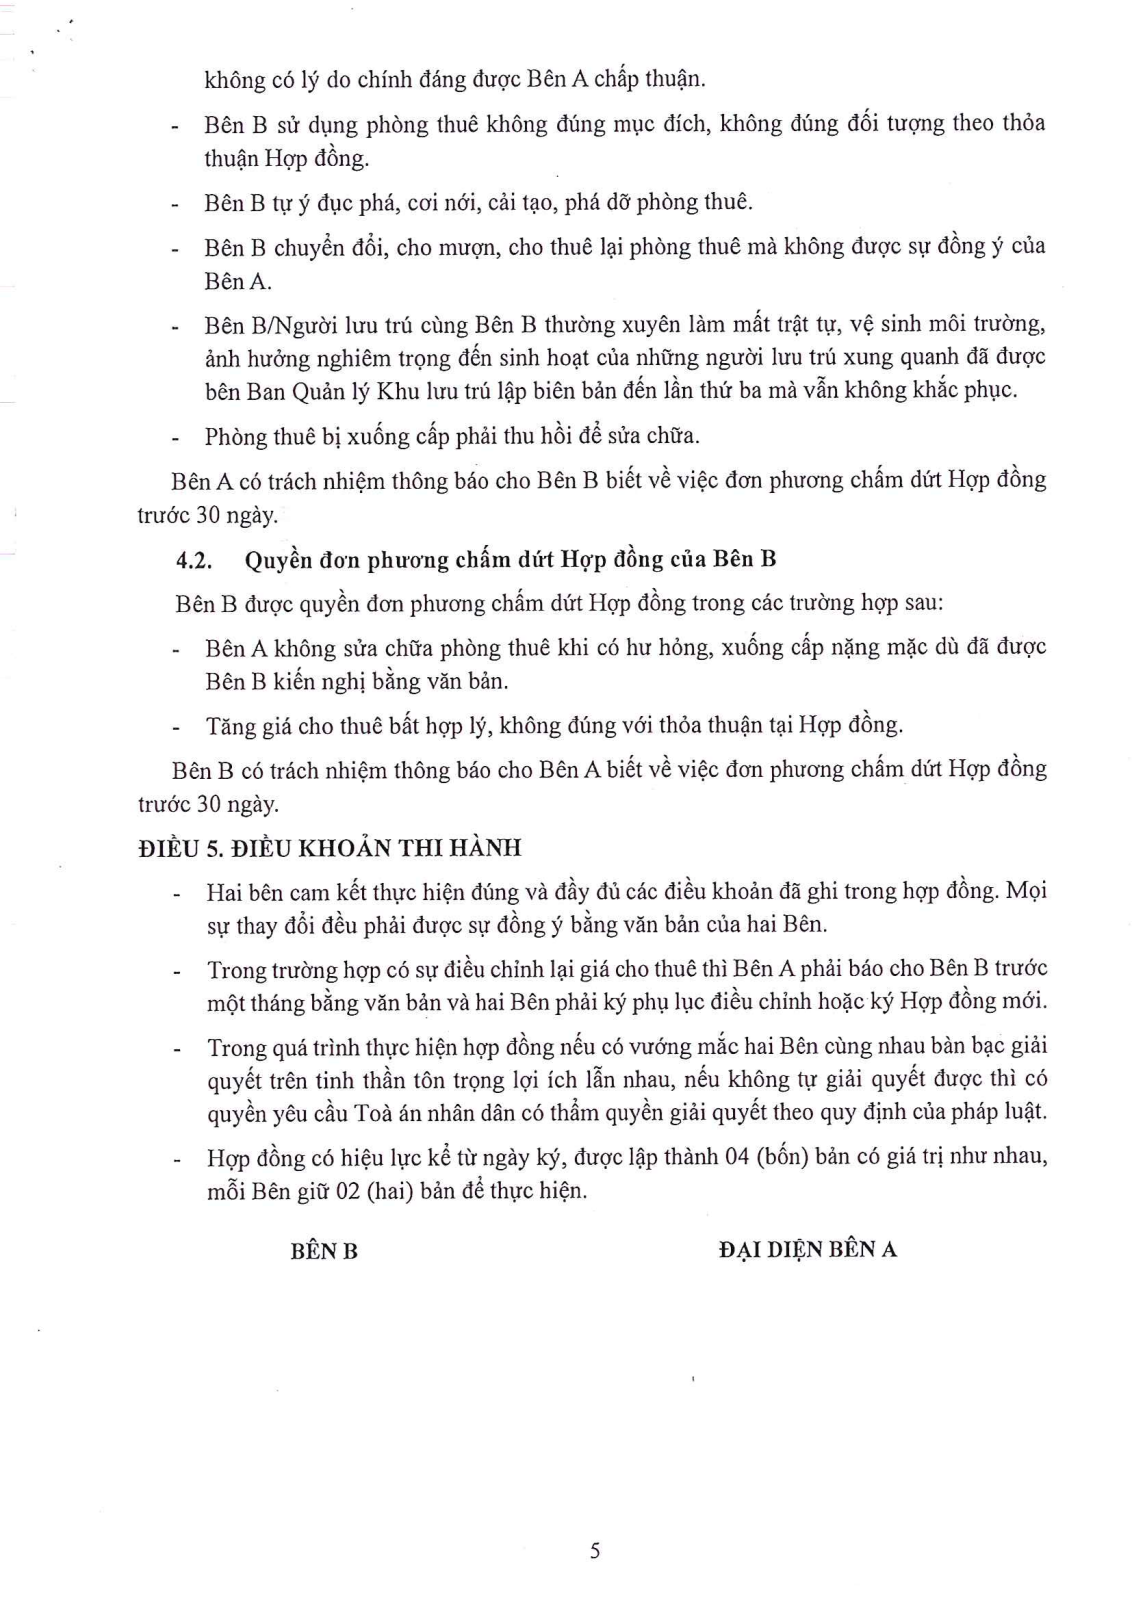 không có lý do chính đáng được Bên A chấp thuận.
- Bên B sử dụng phòng thuê không đúng mục đích, không đúng đối tượng theo thỏa
thuận Hợp đồng.
- Bên B tự ý đục phá, cơi nới, cải tạo, phá dỡ phòng thuê.
- Bên B chuyển đổi, cho mượn, cho thuê lại phòng thuê mà không được sự đồng ý của
Bên A.
- Bên B/Người lưu trú cùng Bên B thường xuyên làm mất trật tự, vệ sinh môi trường,
ảnh hưởng nghiêm trọng đến sinh hoạt của những người lưu trú xung quanh đã được
bên Ban Quản lý Khu lưu trú lập biên bản đến lần thứ ba mà vẫn không khắc phục.
- Phòng thuê bị xuống cấp phải thu hồi để sửa chữa.
Bên A có trách nhiệm thông báo cho Bên B biết về việc đơn phương chấm dứt Hợp đồng
trước 30 ngày.
4.2. Quyền đơn phương chấm dứt Hợp đồng của Bên B
Bên B được quyền đơn phương chấm dứt Hợp đồng trong các trường hợp sau:
- Bên A không sửa chữa phòng thuê khi có hư hỏng, xuống cấp nặng mặc dù đã được
Bên B kiến nghị bằng văn bản.
- Tăng giá cho thuê bất hợp lý, không đúng với thỏa thuận tại Hợp đồng.
Bên B có trách nhiệm thông báo cho Bên A biết về việc đơn phương chấm dứt Hợp đồng
trước 30 ngày.
ĐIỀU 5. ĐIỀU KHOẢN THI HÀNH
- Hai bên cam kết thực hiện đúng và đầy đủ các điều khoản đã ghi trong hợp đồng. Mọi
sự thay đổi đều phải được sự đồng ý bằng văn bản của hai Bên.
- Trong trường hợp có sự điều chỉnh lại giá cho thuê thì Bên A phải báo cho Bên B trước
một tháng bằng văn bản và hai Bên phải ký phụ lục điều chỉnh hoặc ký Hợp đồng mới.
- Trong quá trình thực hiện hợp đồng nếu có vướng mắc hai Bên cùng nhau bàn bạc giải
quyết trên tinh thần tôn trọng lợi ích lẫn nhau, nếu không tự giải quyết được thì có
quyền yêu cầu Toà án nhân dân có thẩm quyền giải quyết theo quy định của pháp luật.
- Hợp đồng có hiệu lực kể từ ngày ký, được lập thành 04 (bốn) bản có giá trị như nhau,
mỗi Bên giữ 02 (hai) bản để thực hiện.
BÊN B ĐẠI DIỆN BÊN A
5